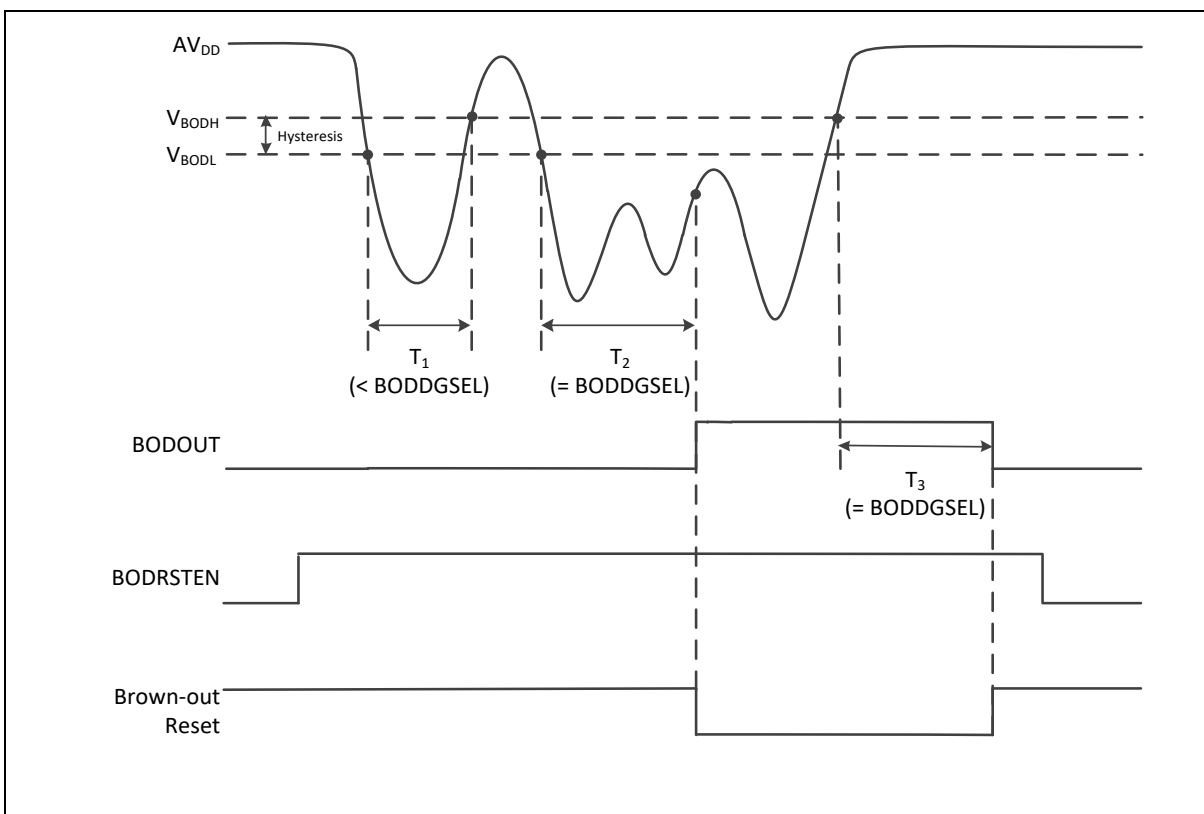 AVDD
VBODH
Hysteresis
VBODL
T1
(< BODDGSEL)
T2
(= BODDGSEL)
BODOUT
T3
(= BODDGSEL)
BODRSTEN
Brown-out
Reset